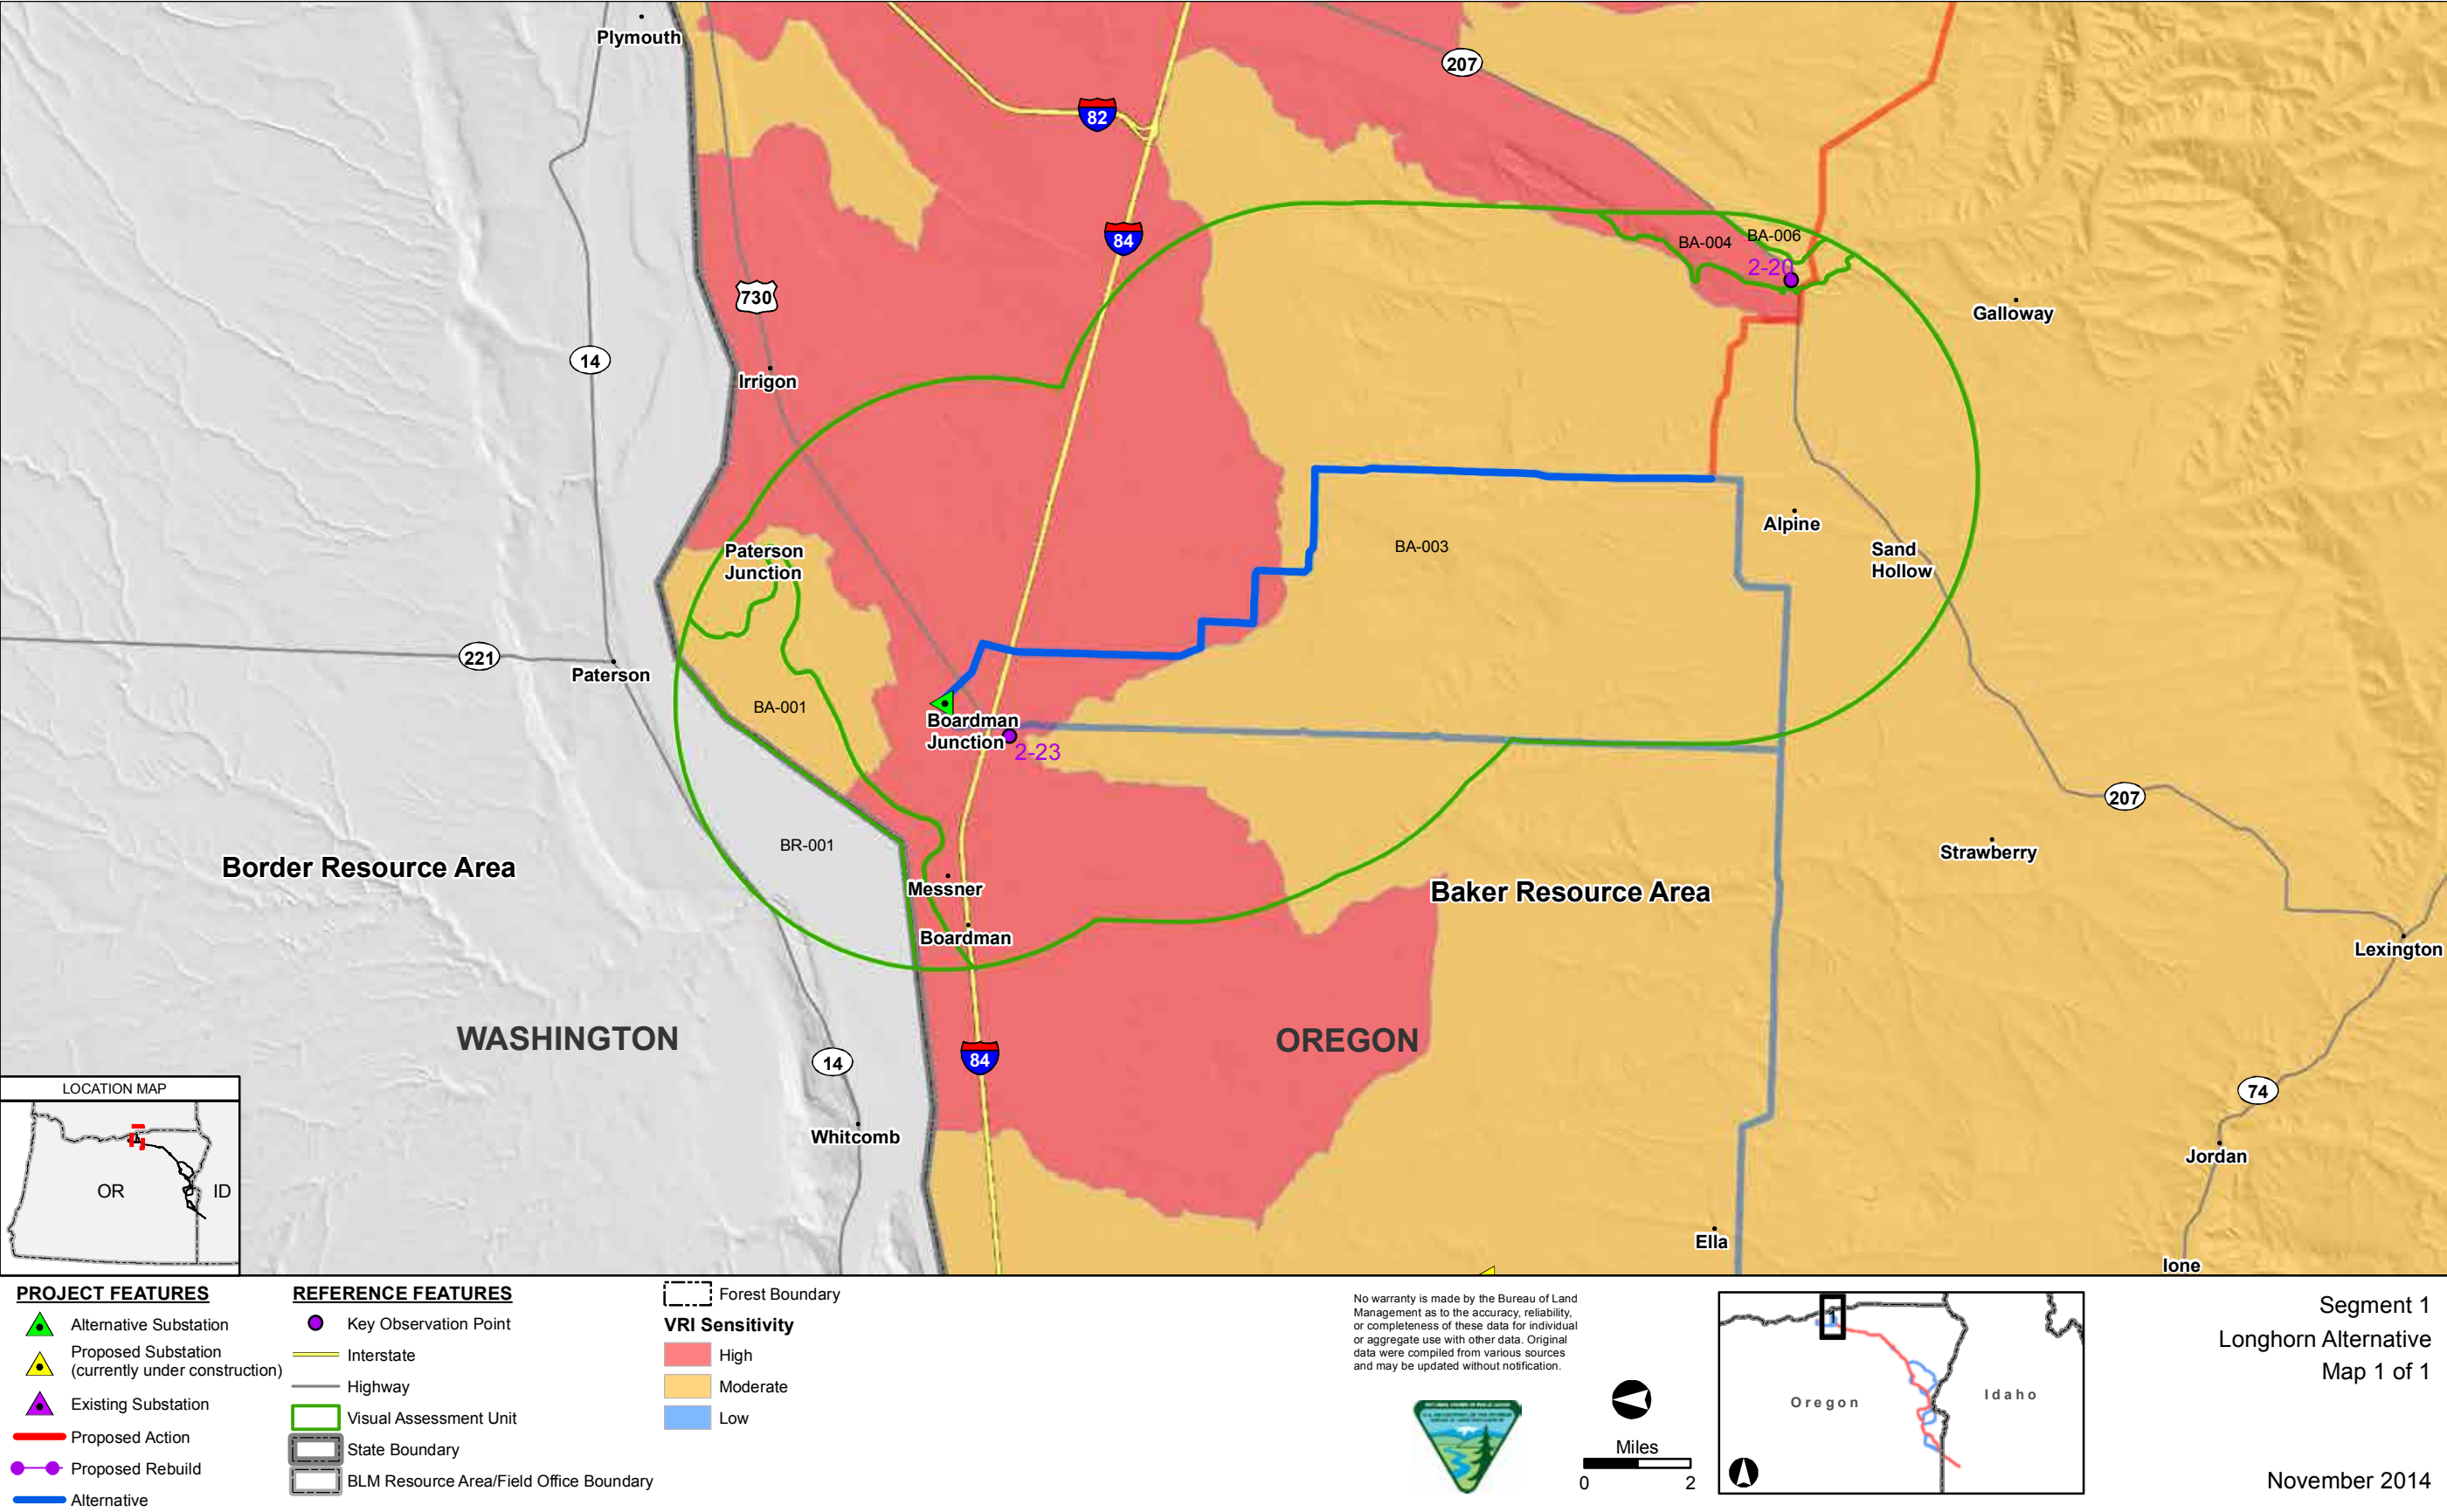 Plymouth
207
82
84
BA-004
BA-006
2-20
730
Galloway
14
Irrigon
Alpine
BA-003
Sand
Hollow
Paterson
Junction
221
Paterson
BA-001
Boardman
Junction
2-23
207
BR-001
Strawberry
Border Resource Area
Messner
Baker Resource Area
Boardman
Lexington
WASHINGTON
OREGON
84
14
74
Whitcomb
Jordan
Ella
Ione
LOCATION MAP
OR
ID
PROJECT FEATURES
Alternative Substation
Proposed Substation
(currently under construction)
Existing Substation
Proposed Action
Proposed Rebuild
Alternative
REFERENCE FEATURES
Key Observation Point
Interstate
Highway
Visual Assessment Unit
State Boundary
BLM Resource Area/Field Office Boundary
Forest Boundary
VRI Sensitivity
High
Moderate
Low
No warranty is made by the Bureau of Land
Management as to the accuracy, reliability,
or completeness of these data for individual
or aggregate use with other data. Original
data were compiled from various sources
and may be updated without notification.
Miles
0 2
1
Oregon
Idaho
Segment 1
Longhorn Alternative
Map 1 of 1
November 2014